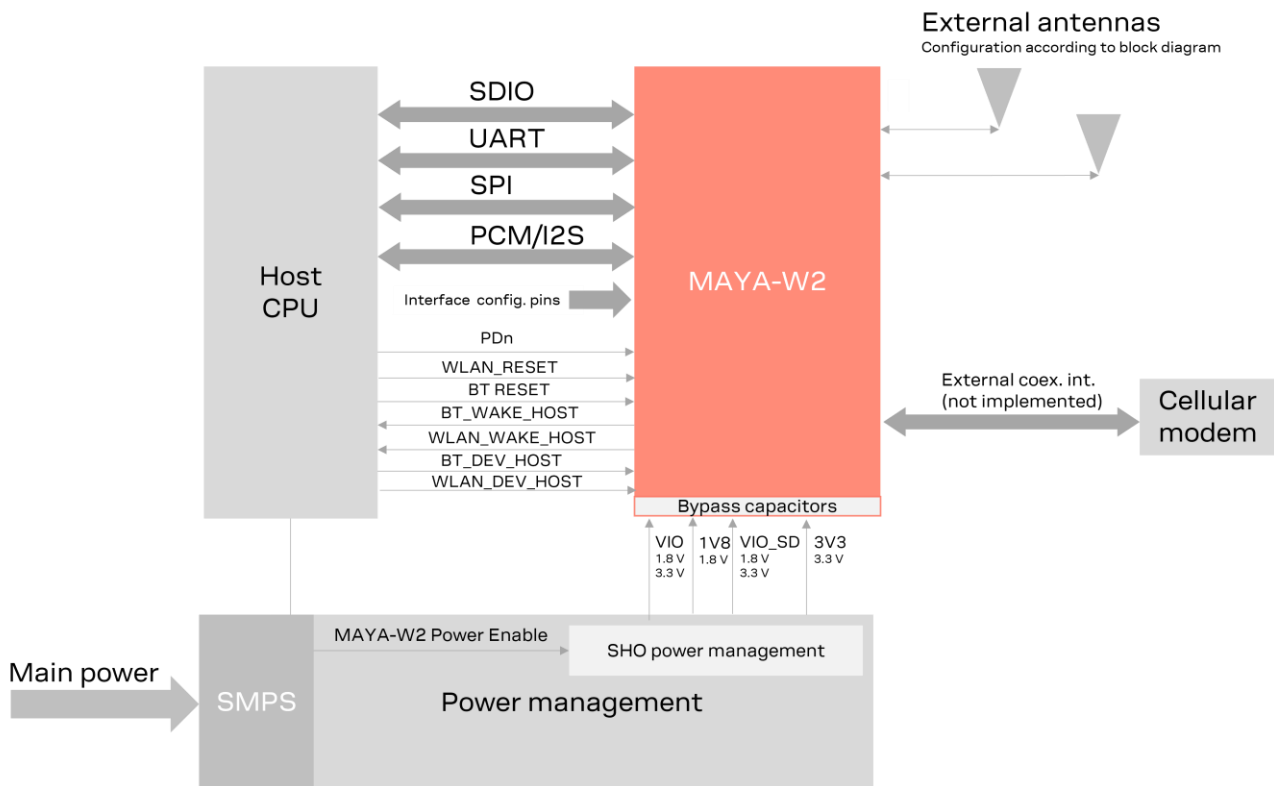 External antennas
Configuration according to block diagram
SDIO
UART
SPI
PCM/I2S
Host
CPU
MAYA-W2
Interface config. pins
PDn
WLAN_RESET
BT RESET
BT_WAKE_HOST
WLAN_WAKE_HOST
BT_DEV_HOST
WLAN_DEV_HOST
External coex. int.
(not implemented)
Cellular
modem
Bypass capacitors
VIO
1.8 V
3.3 V
1V8
1.8 V
VIO_SD
1.8 V
3.3 V
3V3
3.3 V
MAYA-W2 Power Enable
SHO power management
Main power
SMPS
Power management